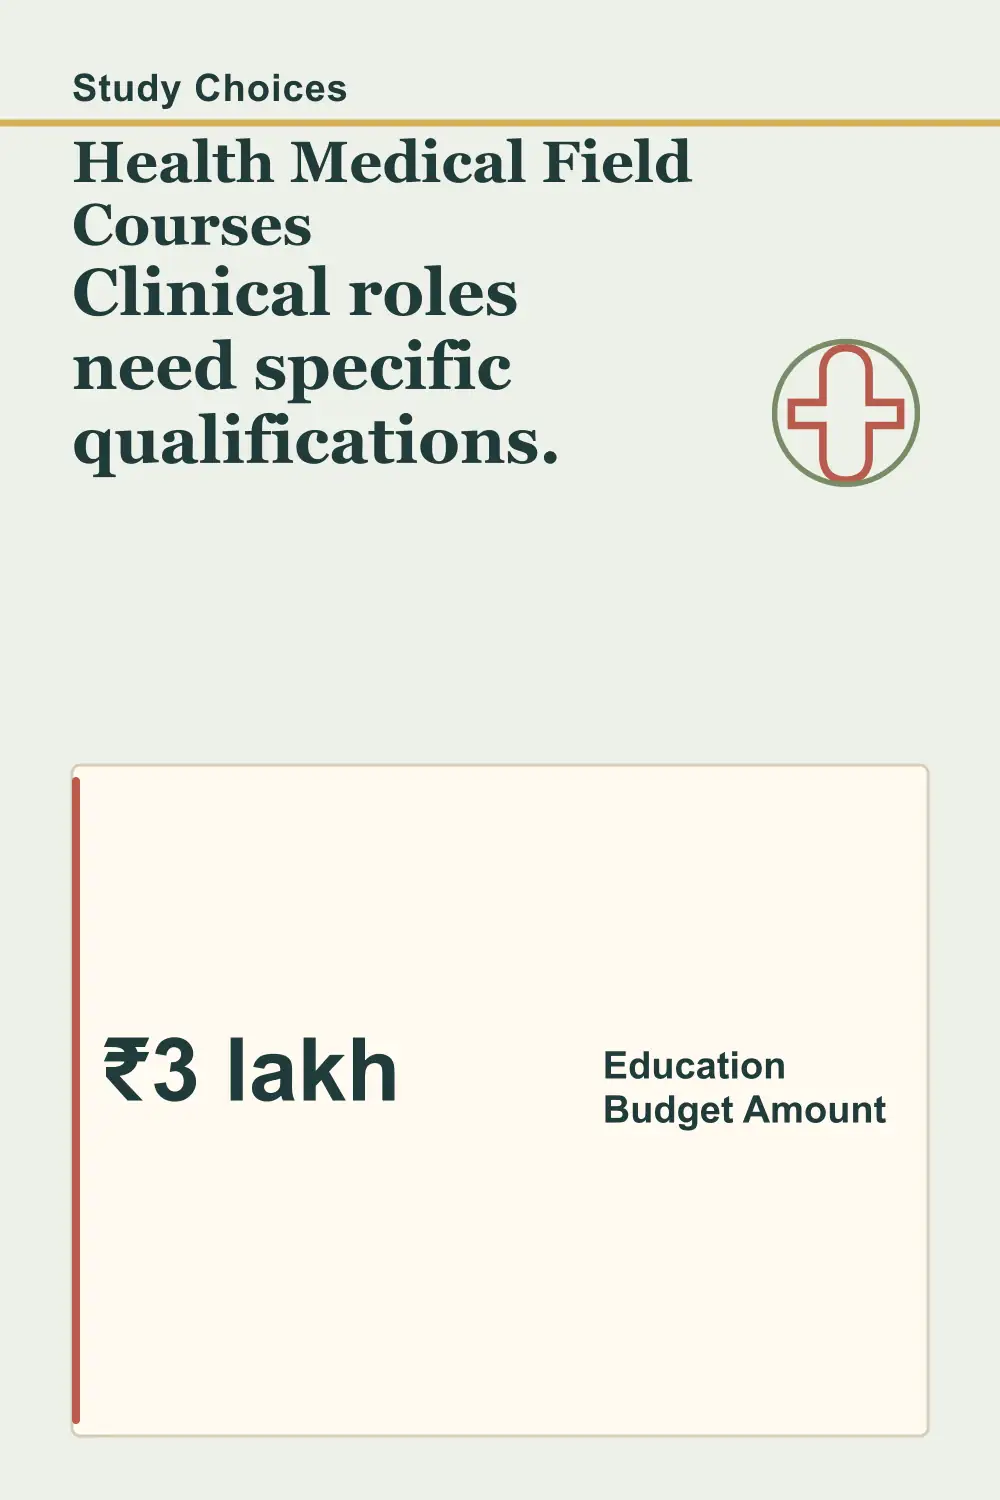 Study Choices
Health Medical Field
Courses
Clinical roles
need specific
qualifications.
₹3 lakh
Education
Budget Amount